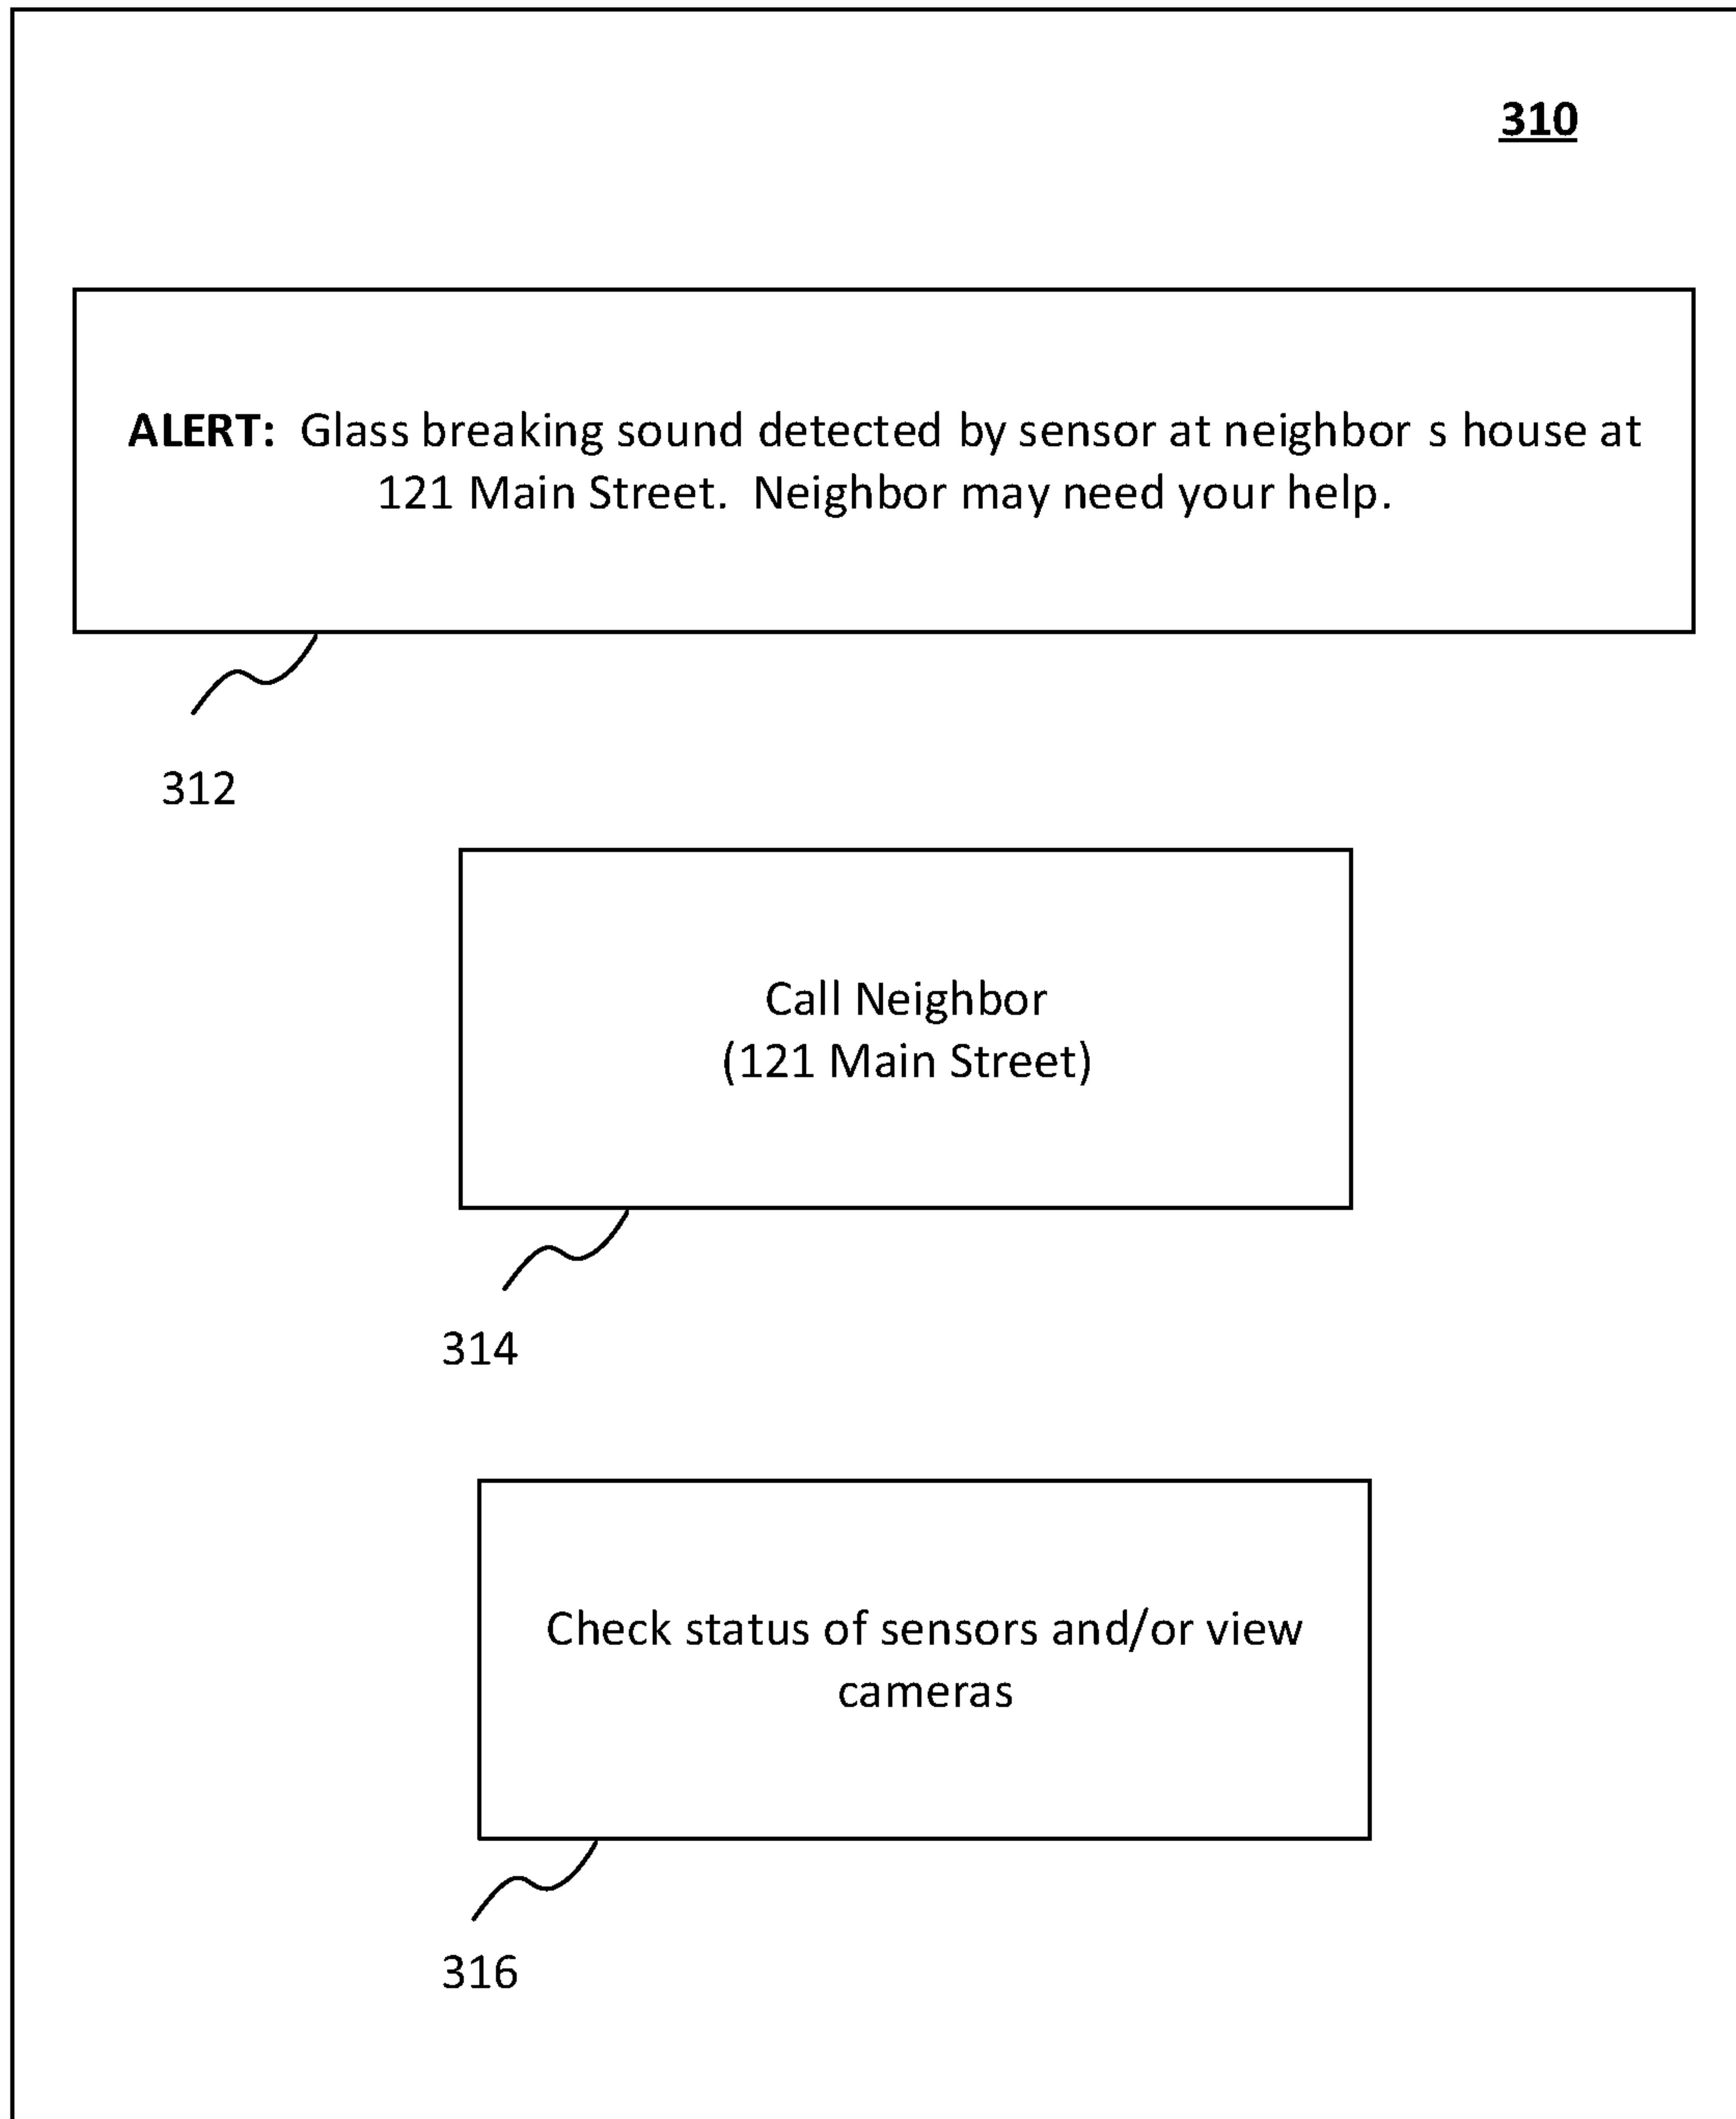 310
ALERT: Glass breaking sound detected by sensor at neighbor s house at
121 Main Street. Neighbor may need your help.
312
Call Neighbor
(121 Main Street)
314
Check status of sensors and/or view
cameras
316